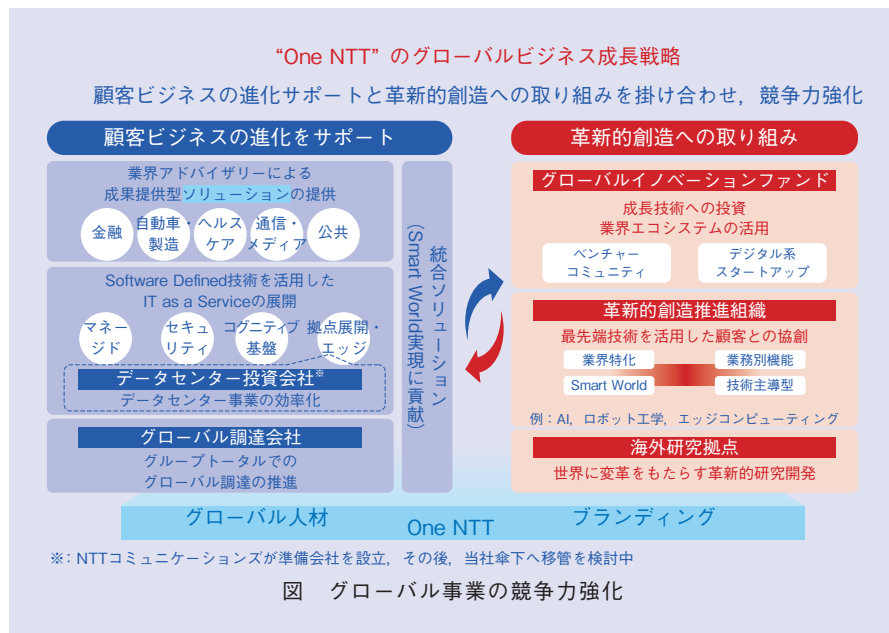 “One NTT” のグローバルビジネス成長戦略
顧客ビジネスの進化サポートと革新的創造への取り組みを掛け合わせ，競争力強化
顧客ビジネスの進化をサポート
業界アドバイザリーによる
成果提供型ソリューションの提供
金融
自動車・
製造
ヘルス
ケア
通信・
メディア
公共
Software Defined技術を活用した
IT as a Serviceの展開
マネー
ジド
セキュ
リティ
コグニティブ
基盤
拠点展開・
エッジ
データセンター投資会社※
データセンター事業の効率化
グローバル調達会社
グループトータルでの
グローバル調達の推進
統合ソリューション
(Smart World実現に貢献)
革新的創造への取り組み
グローバルイノベーションファンド
成長技術への投資
業界エコシステムの活用
ベンチャー
コミュニティ
デジタル系
スタートアップ
革新的創造推進組織
最先端技術を活用した顧客との協創
業界特化
業務別機能
Smart World
技術主導型
例：AI，ロボット工学，エッジコンピューティング
海外研究拠点
世界に変革をもたらす革新的研究開発
グローバル人材
One NTT
ブランディング
※：NTTコミュニケーションズが準備会社を設立，その後，当社傘下へ移管を検討中
図　グローバル事業の競争力強化